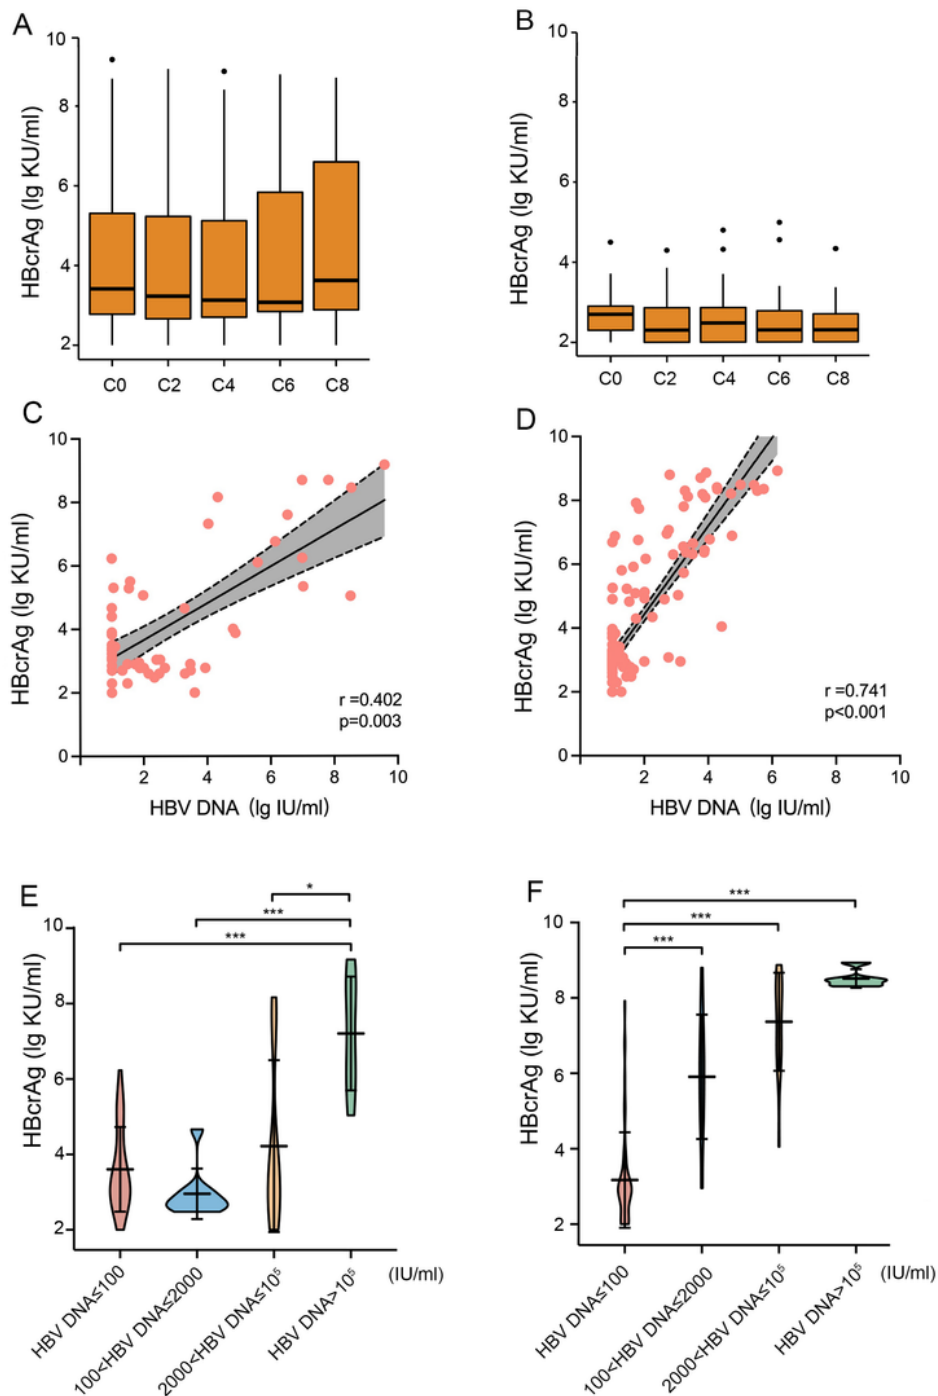 A
HBcrAg (lg KU/ml)
10
8
6
4
2
C0 C2 C4 C6 C8
B
HBcrAg (lg KU/ml)
10
8
6
4
2
C0 C2 C4 C6 C8
C
HBcrAg (lg KU/ml)
10
8
6
4
2
0
r =0.402
p=0.003
2 4 6 8 10
HBV DNA (lg IU/ml)
D
HBcrAg (lg KU/ml)
10
8
6
4
2
0
r =0.741
p<0.001
2 4 6 8 10
HBV DNA (lg IU/ml)
E
HBcrAg (lg KU/ml)
10
8
6
4
2
*
***
***
HBV DNA≤100
100<HBV DNA≤2000
2000<HBV DNA≤10⁵
HBV DNA>10⁵
(IU/ml)
F
HBcrAg (lg KU/ml)
10
8
6
4
2
***
***
***
HBV DNA≤100
100<HBV DNA≤2000
2000<HBV DNA≤10⁵
HBV DNA>10⁵
(IU/ml)